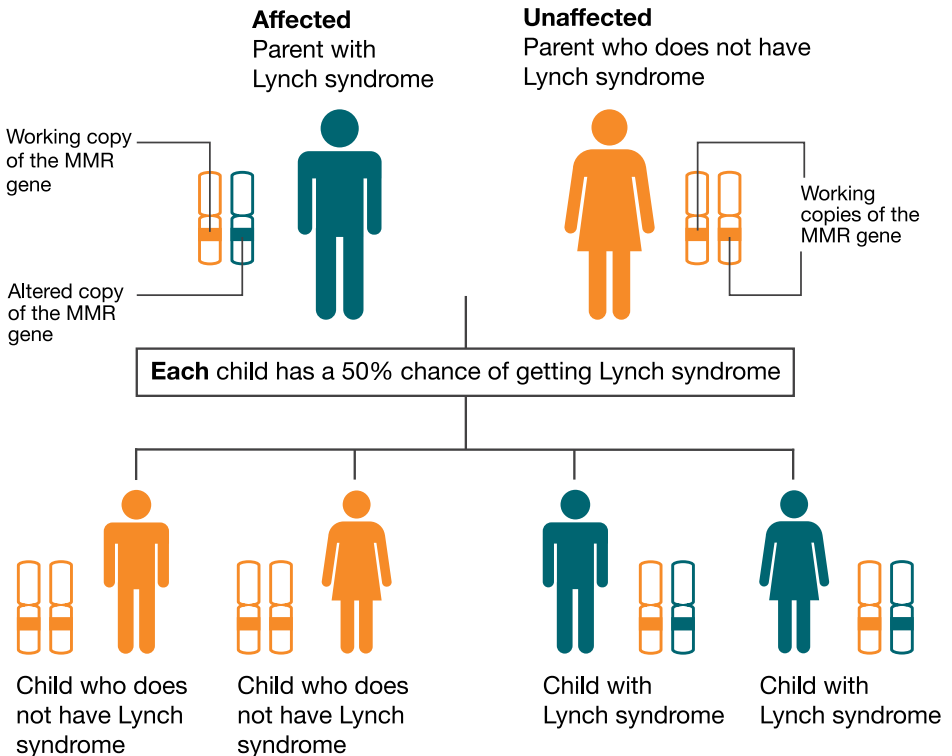 Affected
Parent with
Lynch syndrome
Unaffected
Parent who does not have
Lynch syndrome
Working copy
of the MMR
gene
Altered copy
of the MMR
gene
Working
copies of the
MMR gene
Each child has a 50% chance of getting Lynch syndrome
Child who does
not have Lynch
syndrome
Child who does
not have Lynch
syndrome
Child with
Lynch syndrome
Child with
Lynch syndrome